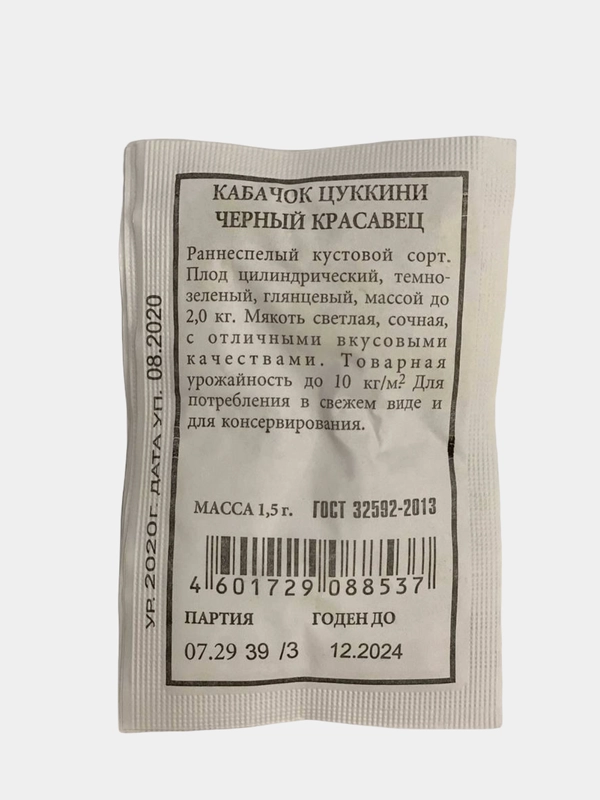 КАБАЧОК ЦУККИНИ
ЧЕРНЫЙ КРАСАВЕЦ
Раннеспелый кустовой сорт.
Плод цилиндрический, темно-
зеленый, глянцевый, массой до
2,0 кг. Мякоть светлая, сочная,
с отличными вкусовыми
качествами. Товарная
урожайность до 10 кг/м² Для
потребления в свежем виде и
для консервирования.
МАССА 1,5 г. ГОСТ 32592-2013
4 601729 088537
ПАРТИЯ ГОДЕН ДО
07.29 39 /3 12.2024
УР. 2020г. ДАТА УП. 08.2020